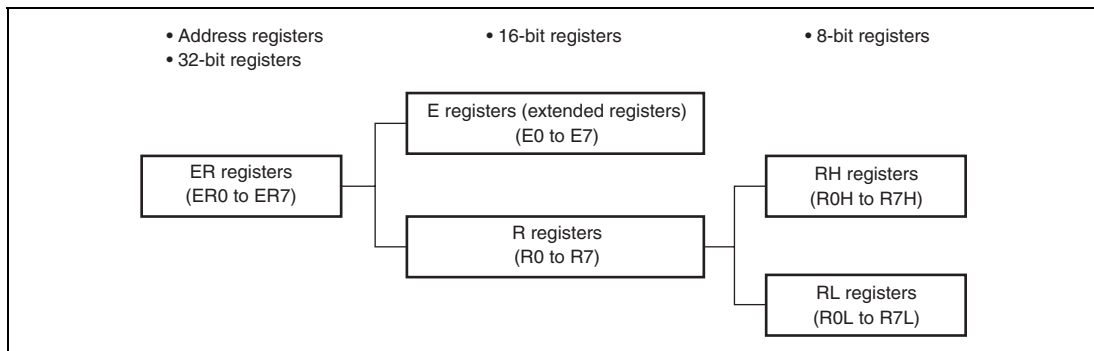 • Address registers
• 32-bit registers
• 16-bit registers
• 8-bit registers
E registers (extended registers)
(E0 to E7)
ER registers
(ER0 to ER7)
RH registers
(R0H to R7H)
R registers
(R0 to R7)
RL registers
(R0L to R7L)